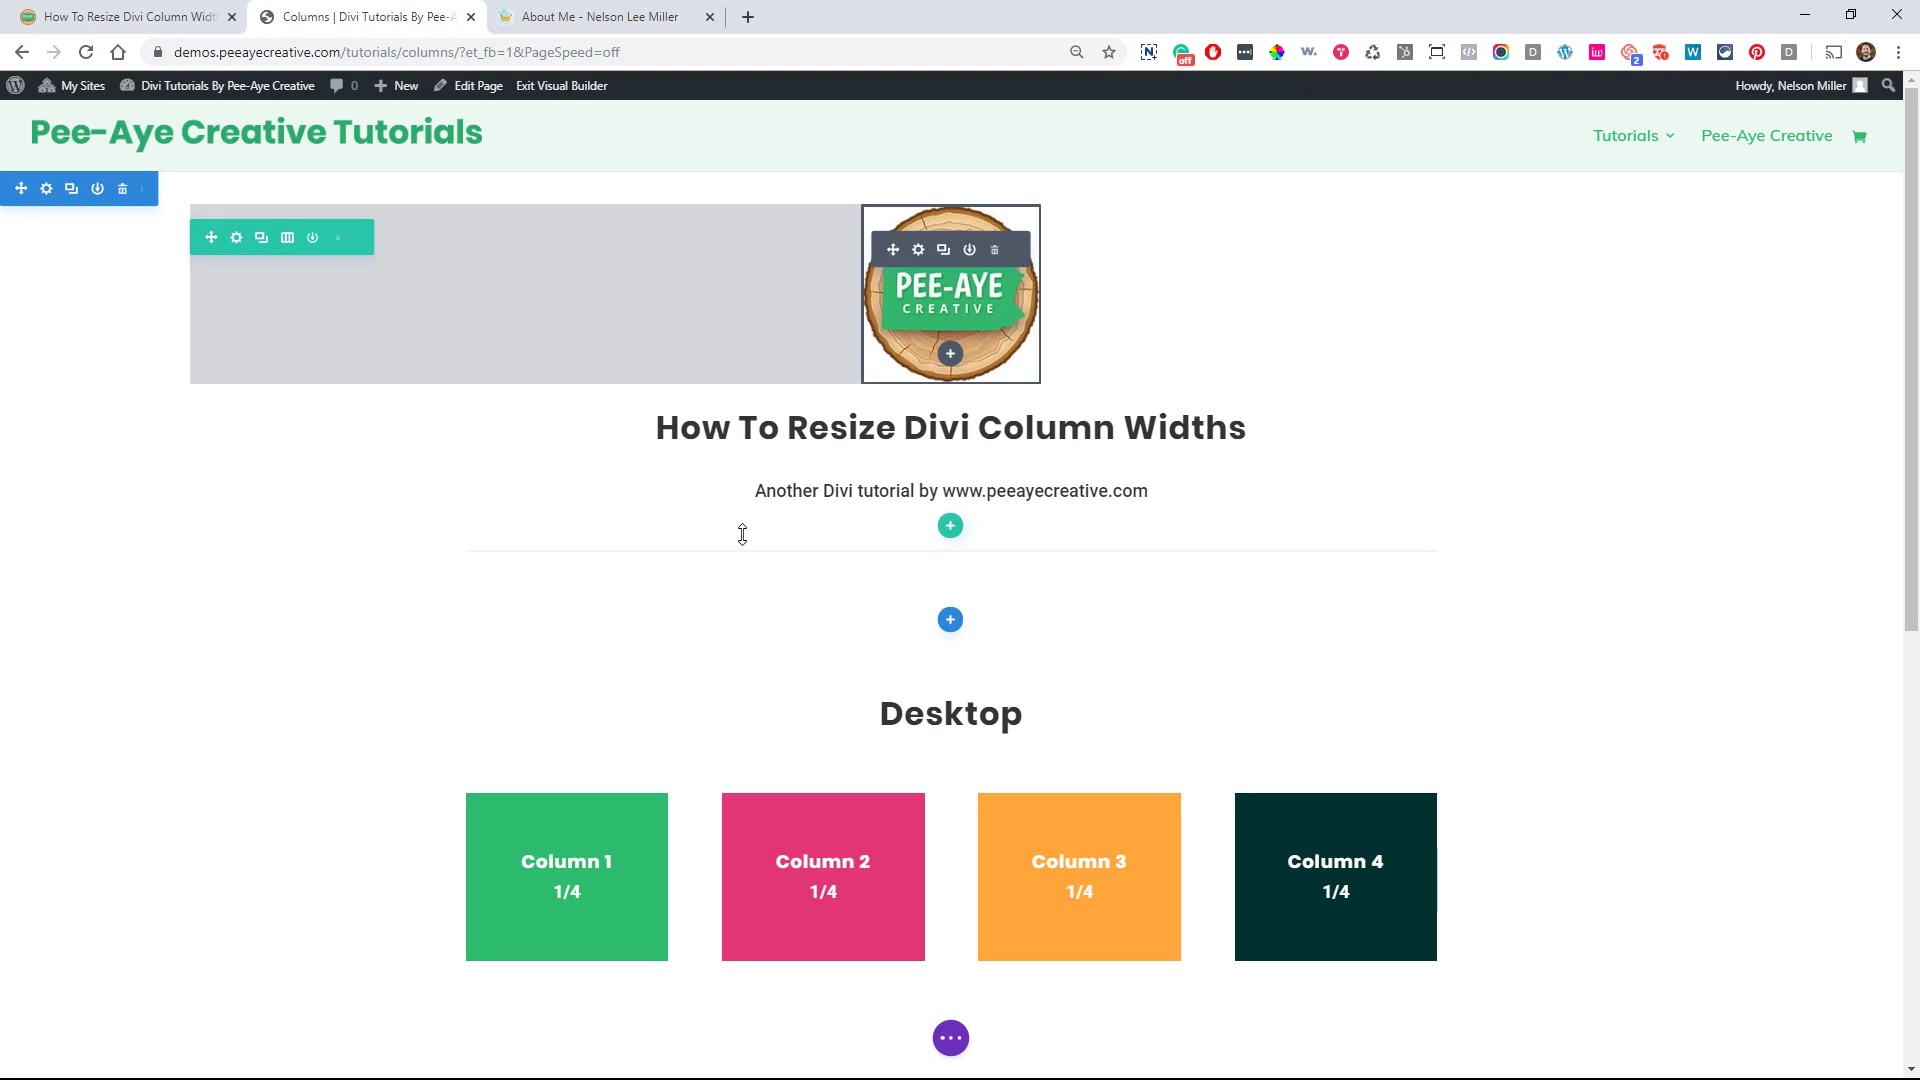 How To Resize Divi Column Widt
Columns | Divi Tutorials By Pee-A
About Me - Nelson Lee Miller
demos.peeayecreative.com/tutorials/columns/?et_fb=1&PageSpeed=off
off
2
My Sites
Divi Tutorials By Pee-Aye Creative
0
New
Edit Page
Exit Visual Builder
Howdy, Nelson Miller
Pee-Aye Creative Tutorials
Tutorials
Pee-Aye Creative
PEE-AYE
CREATIVE
How To Resize Divi Column Widths
Another Divi tutorial by www.peeayecreative.com
Desktop
Column 1
1/4
Column 2
1/4
Column 3
1/4
Column 4
1/4